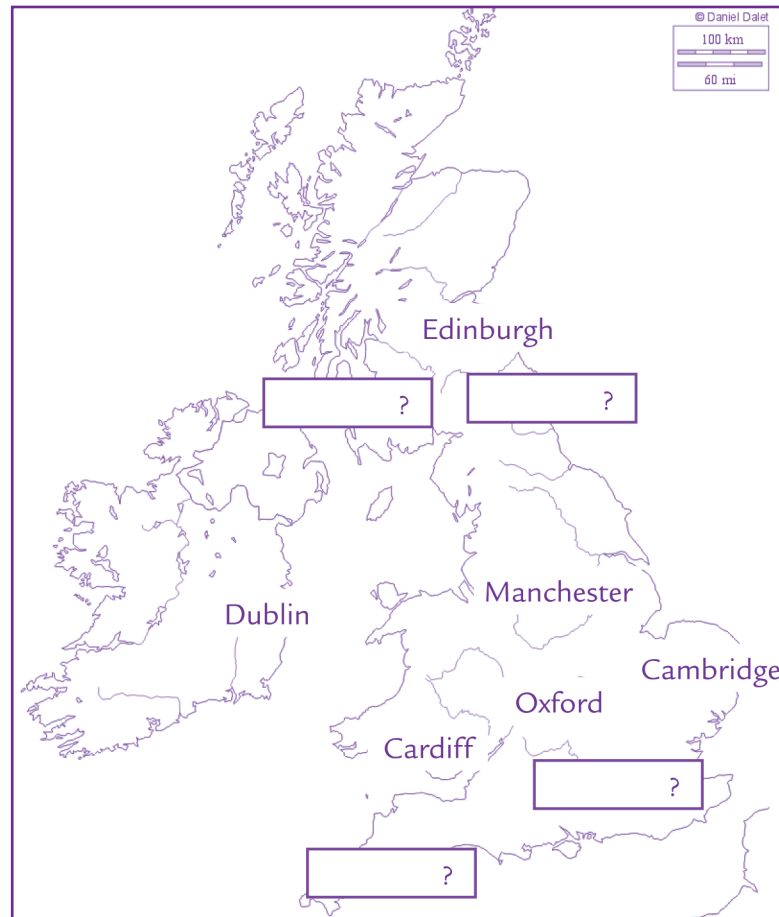 © Daniel Dalet
100 km
60 mi
Edinburgh
?
?
Manchester
Dublin
Cambridge
Oxford
Cardiff
?
?